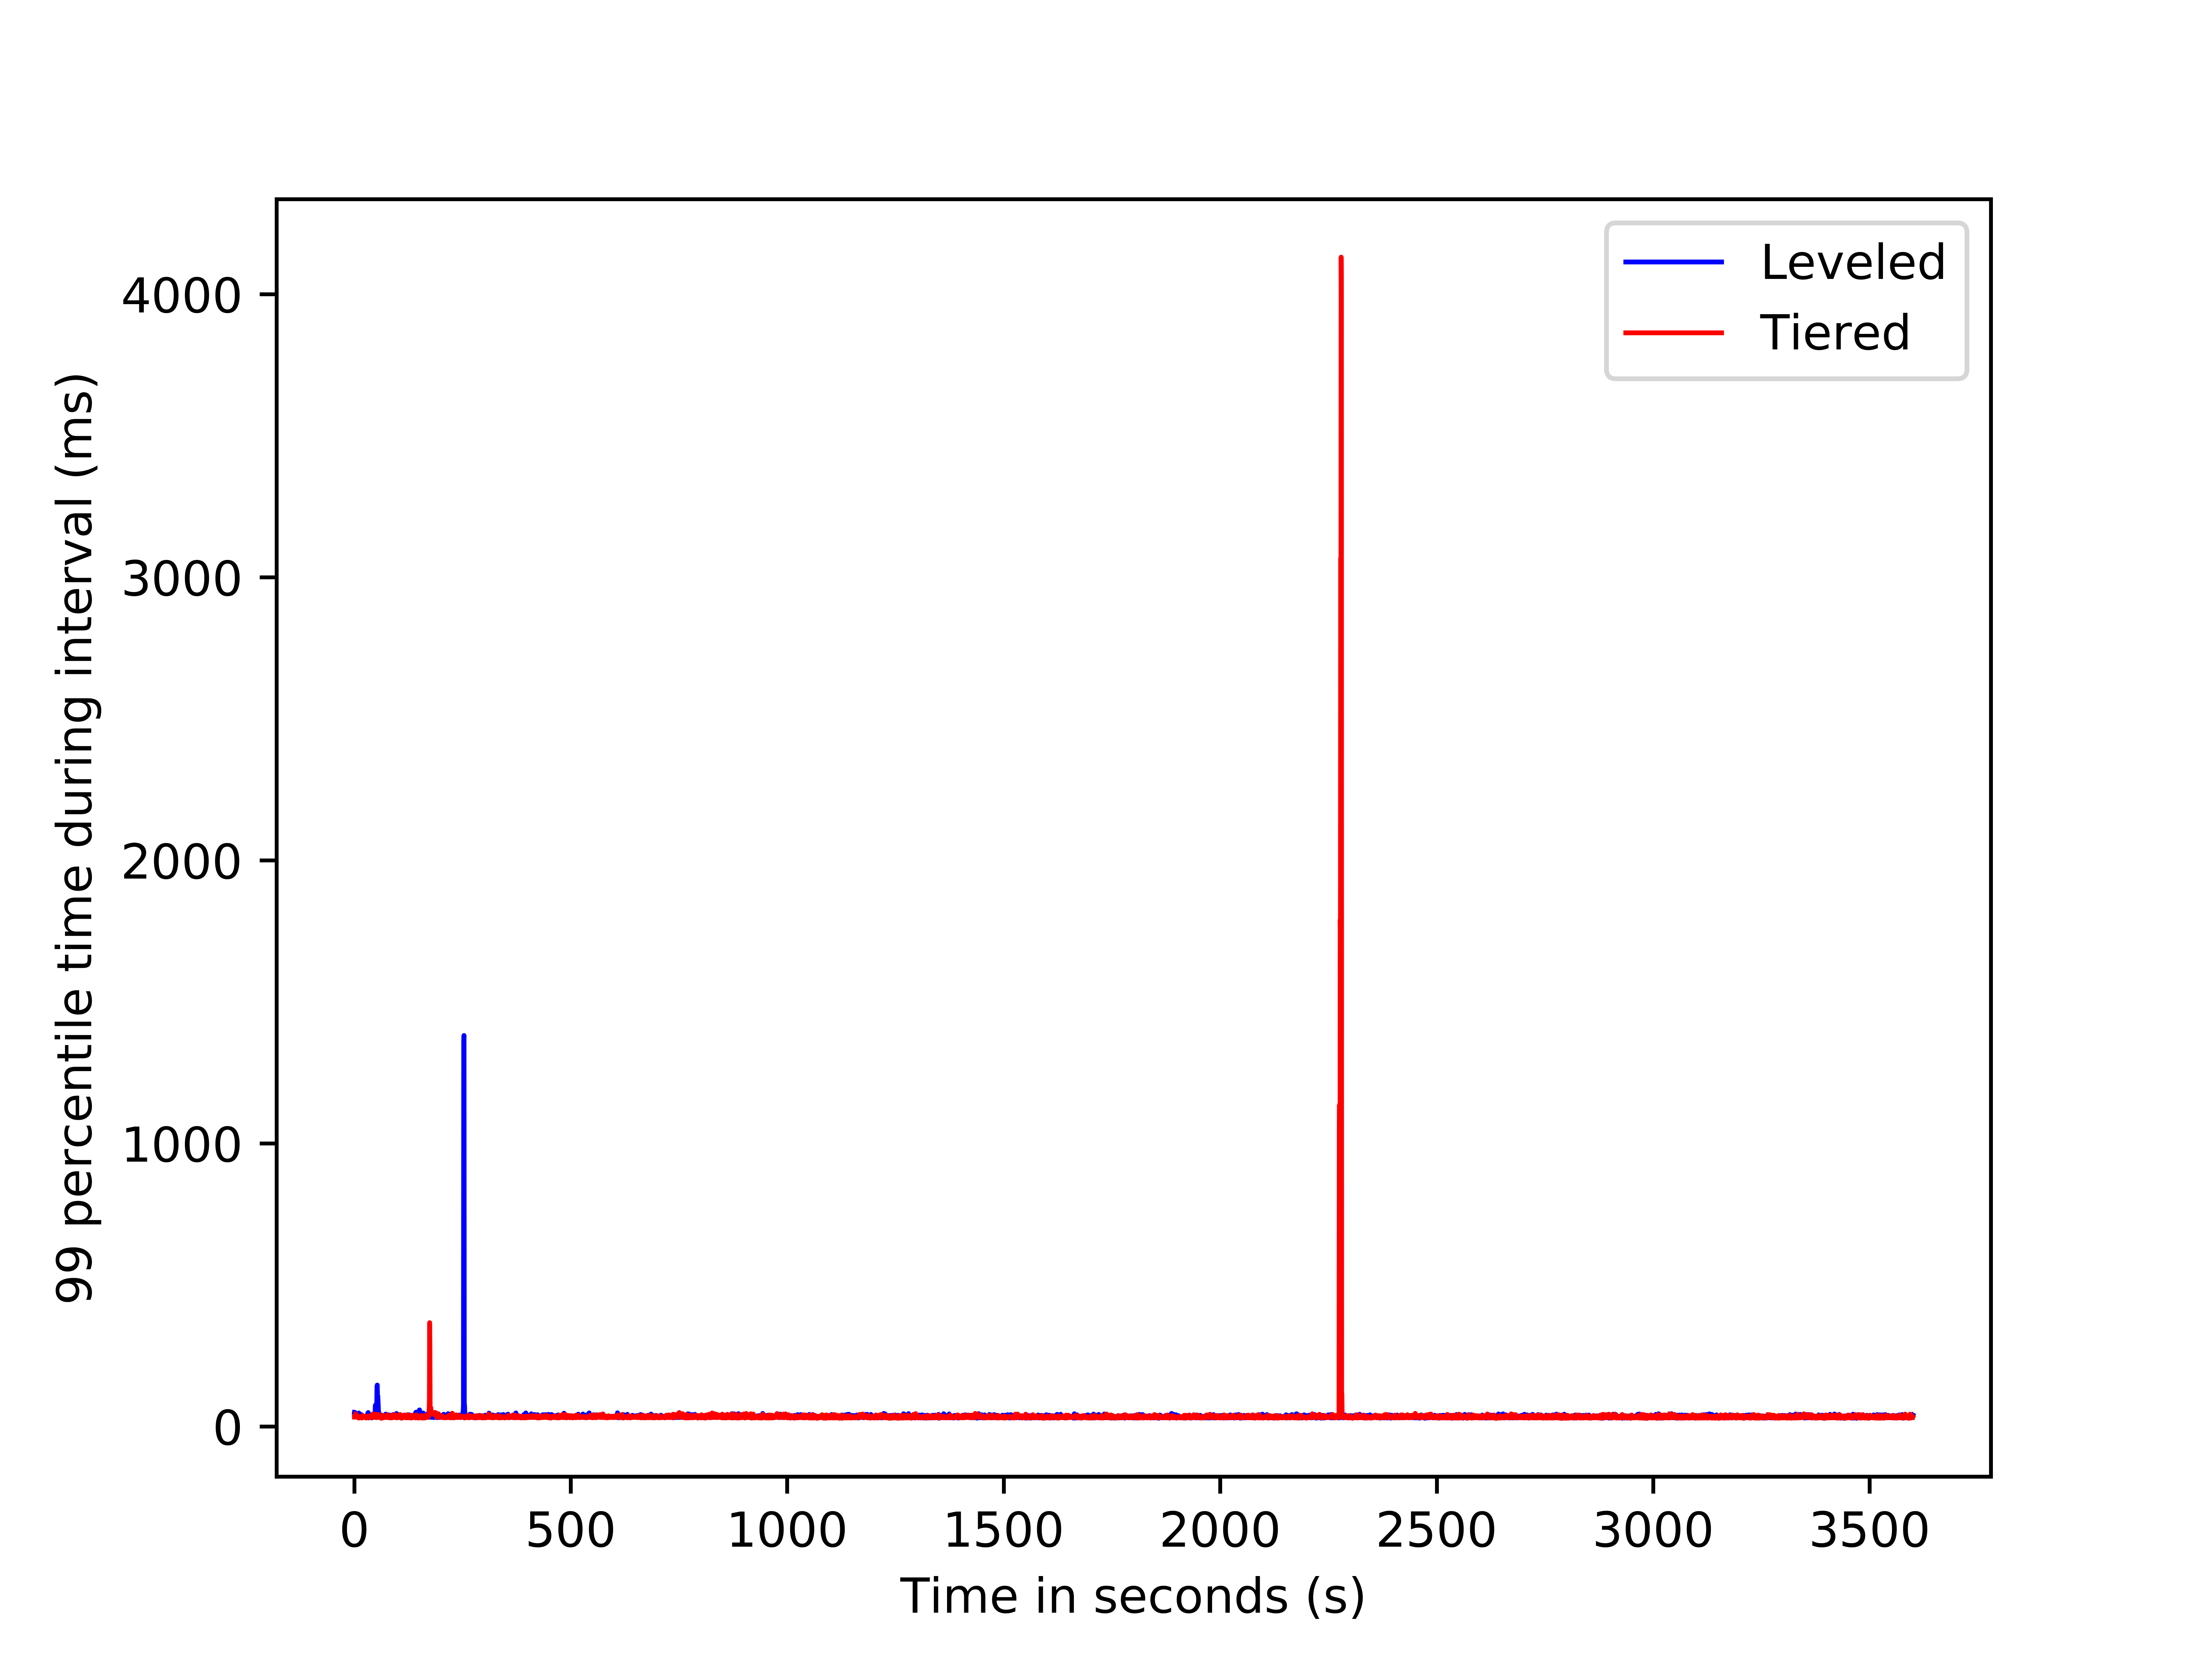 Leveled
Tiered
99 percentile time during interval (ms)
4000
3000
2000
1000
0
0 500 1000 1500 2000 2500 3000 3500
Time in seconds (s)